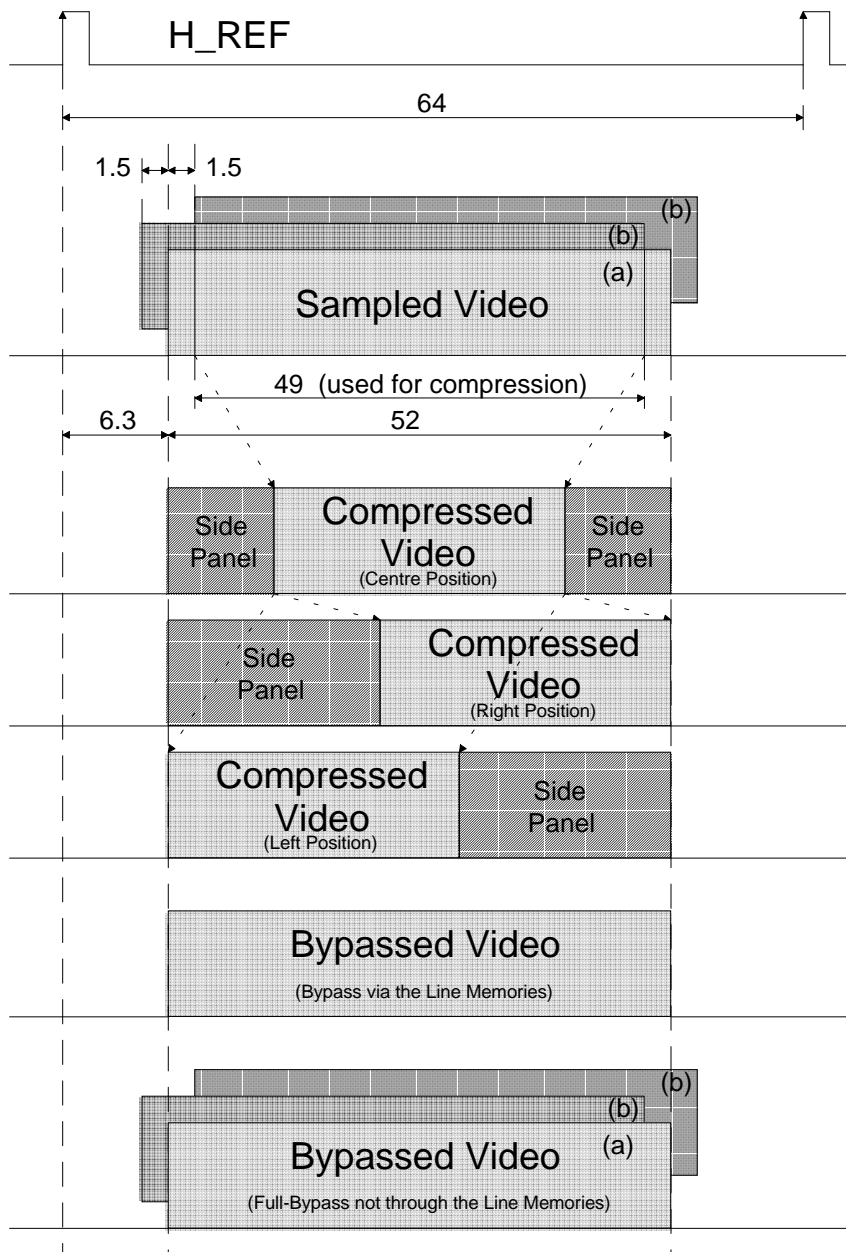 H_REF
64
1.5
1.5
(b)
(b)
(a)
Sampled Video
49 (used for compression)
6.3
52
Side
Panel
Compressed
Video
(Centre Position)
Side
Panel
Side
Panel
Compressed
Video
(Right Position)
Compressed
Video
(Left Position)
Side
Panel
Bypassed Video
(Bypass via the Line Memories)
(b)
(b)
(a)
Bypassed Video
(Full-Bypass not through the Line Memories)